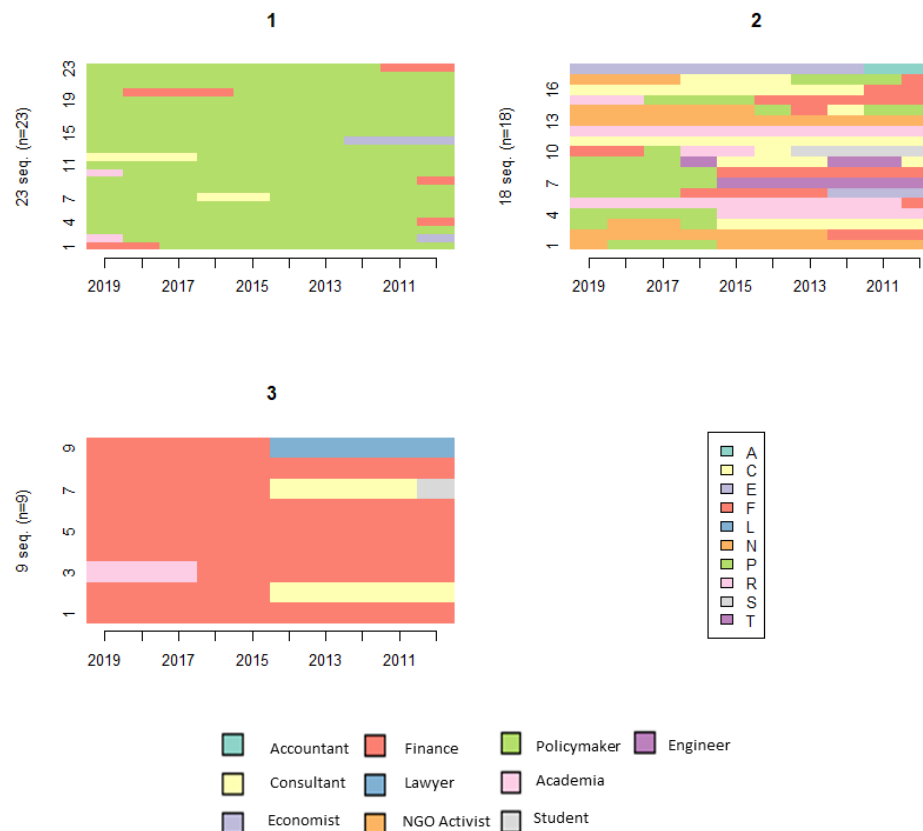 1
2
23 seq. (n=23)
1 4 7 11 15 19 23
2019 2017 2015 2013 2011
18 seq. (n=18)
1 4 7 10 13 16
2019 2017 2015 2013 2011
3
9 seq. (n=9)
1 3 5 7 9
2019 2017 2015 2013 2011
A
C
E
F
L
N
P
R
S
T
Accountant Finance Policymaker Engineer
Consultant Lawyer Academia
Economist NGO Activist Student